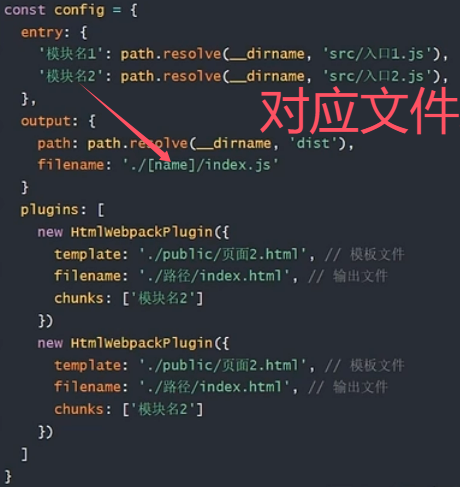 const config = {
entry: {
'模块名1': path.resolve(__dirname, 'src/入口1.js'),
'模块名2': path.resolve(__dirname, 'src/入口2.js'),
},
对应文件
output: {
path: path.resolve(__dirname, 'dist'),
filename: './[name]/index.js'
}
plugins: [
new HtmlWebpackPlugin({
template: './public/页面2.html', // 模板文件
filename: './路径/index.html', // 输出文件
chunks: ['模块名2']
})
new HtmlWebpackPlugin({
template: './public/页面2.html', // 模板文件
filename: './路径/index.html', // 输出文件
chunks: ['模块名2']
})
]
}